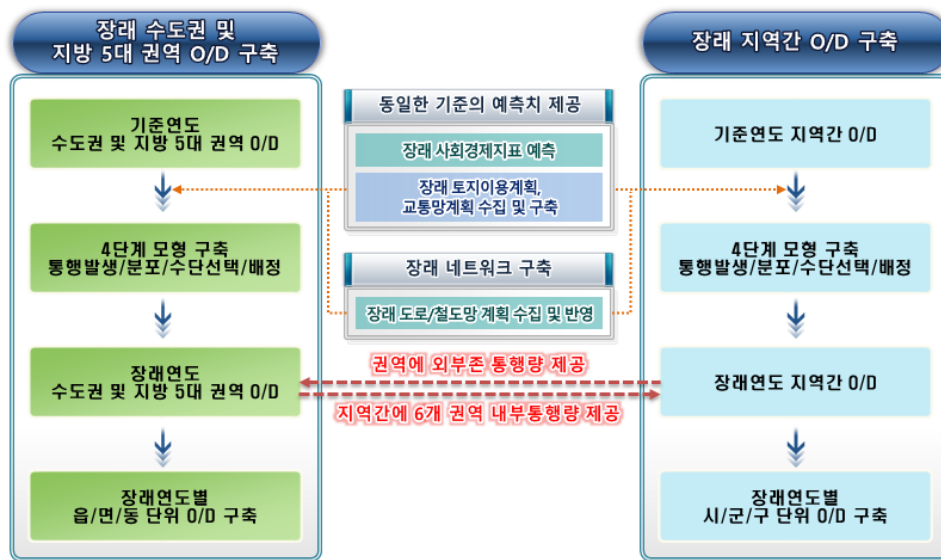 장래 수도권 및
지방 5대 권역 O/D 구축
기준연도
수도권 및 지방 5대 권역 O/D
4단계 모형 구축
통행발생/분포/수단선택/배정
장래연도
수도권 및 지방 5대 권역 O/D
장래연도별
읍/면/동 단위 O/D 구축
동일한 기준의 예측치 제공
장래 사회경제지표 예측
장래 토지이용계획,
교통망계획 수집 및 구축
장래 네트워크 구축
장래 도로/철도망 계획 수집 및 반영
권역에 외부존 통행량 제공
지역간에 6개 권역 내부통행량 제공
장래 지역간 O/D 구축
기준연도 지역간 O/D
4단계 모형 구축
통행발생/분포/수단선택/배정
장래연도 지역간 O/D
장래연도별
시/군/구 단위 O/D 구축